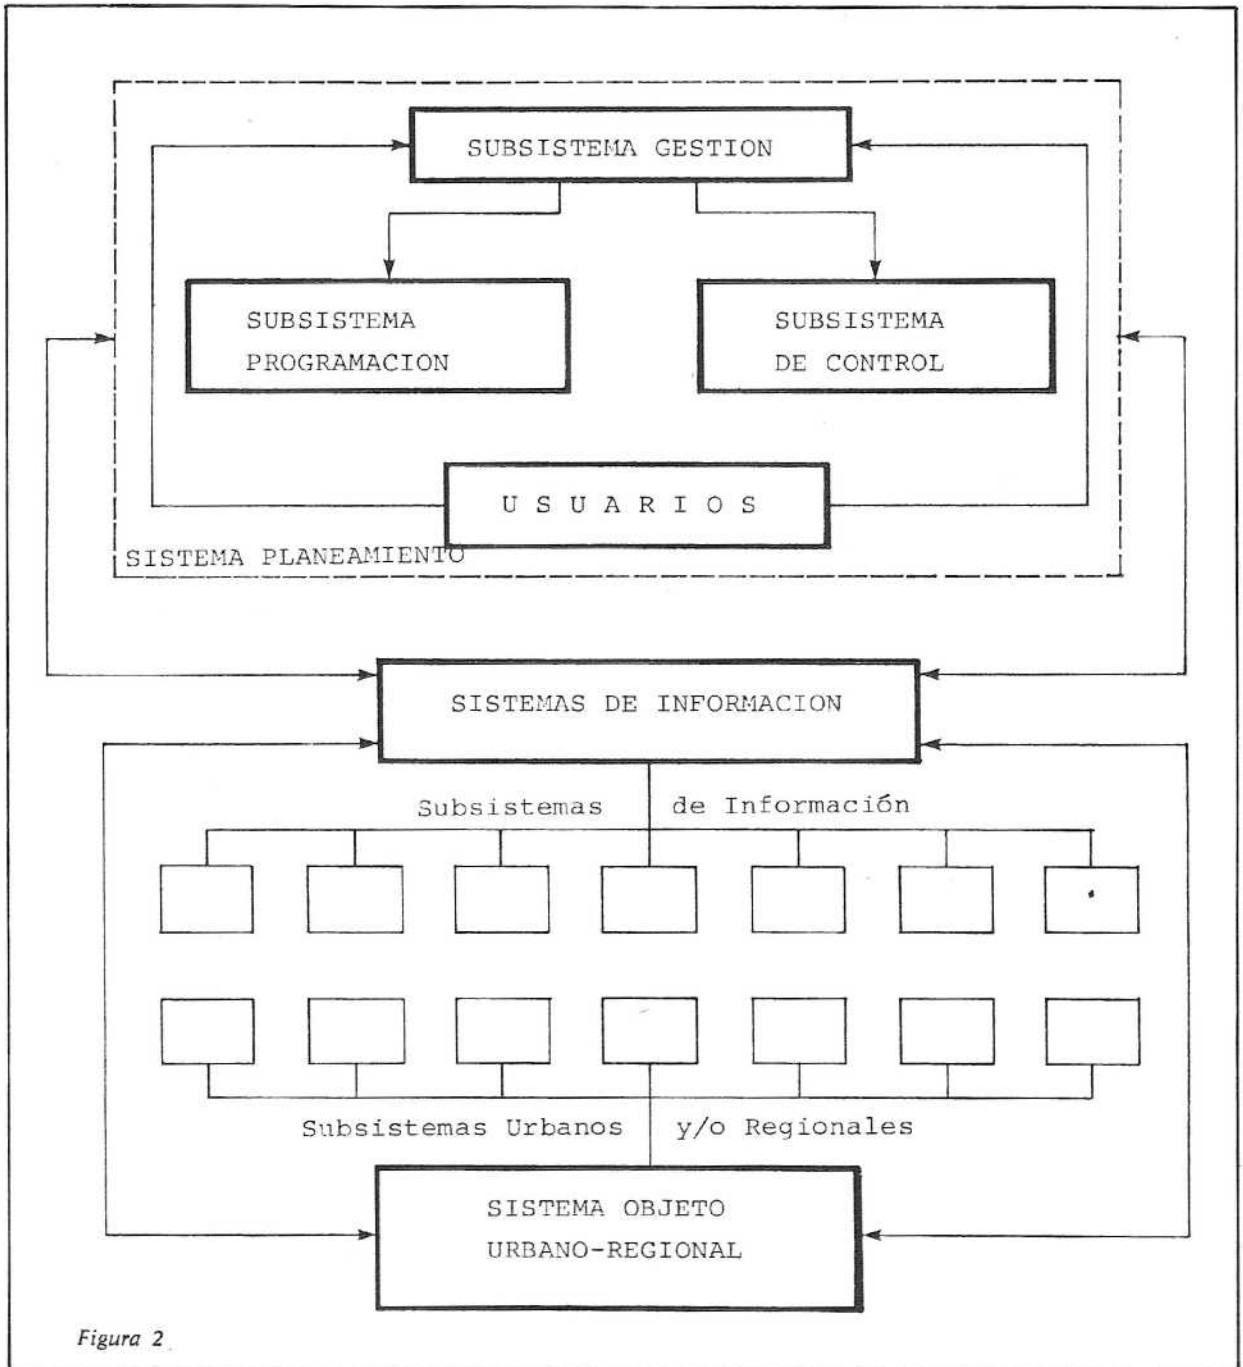 SUBSISTEMA GESTION
SUBSISTEMA
PROGRAMACION
SUBSISTEMA
DE CONTROL
U S U A R I O S
SISTEMA PLANEAMIENTO
SISTEMAS DE INFORMACION
Subsistemas de Información
Subsistemas Urbanos y/o Regionales
SISTEMA OBJETO
URBANO-REGIONAL
Figura 2